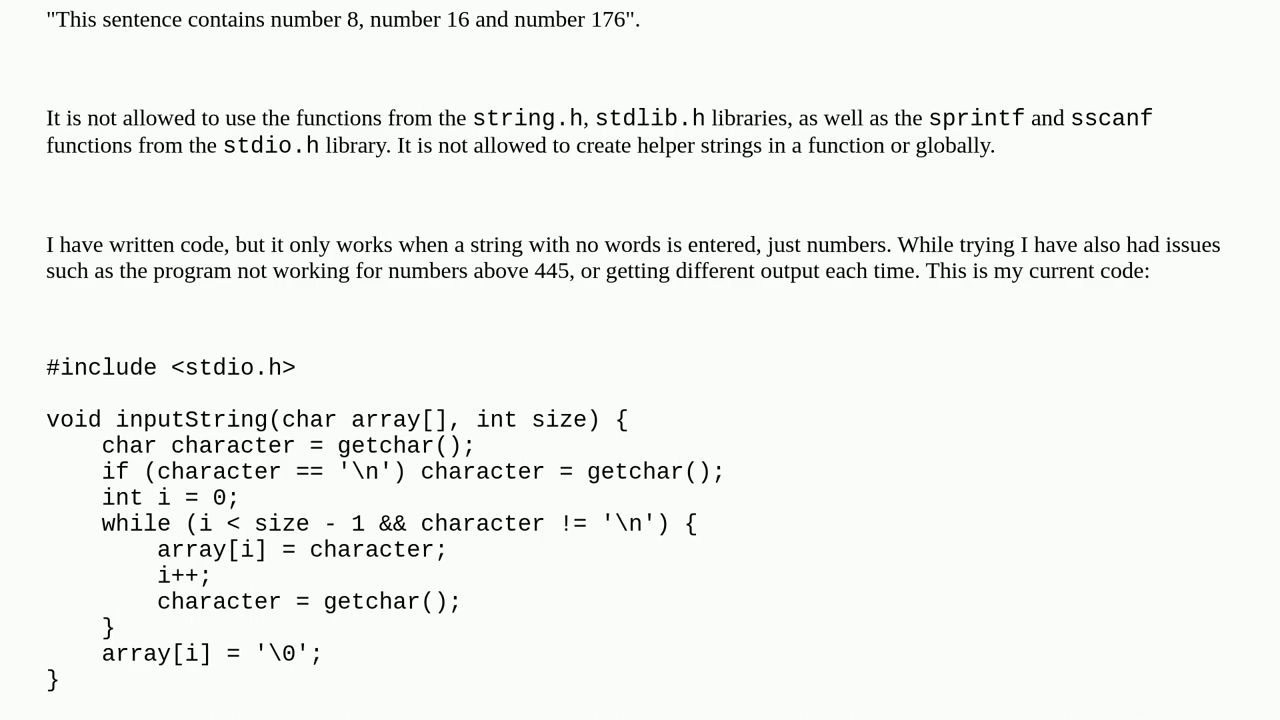 "This sentence contains number 8, number 16 and number 176".
It is not allowed to use the functions from the string.h, stdlib.h libraries, as well as the sprintf and sscanf
functions from the stdio.h library. It is not allowed to create helper strings in a function or globally.
I have written code, but it only works when a string with no words is entered, just numbers. While trying I have also had issues
such as the program not working for numbers above 445, or getting different output each time. This is my current code:
#include <stdio.h>
void inputString(char array[], int size) {
    char character = getchar();
    if (character == '\n') character = getchar();
    int i = 0;
    while (i < size - 1 && character != '\n') {
        array[i] = character;
        i++;
        character = getchar();
    }
    array[i] = '\0';
}